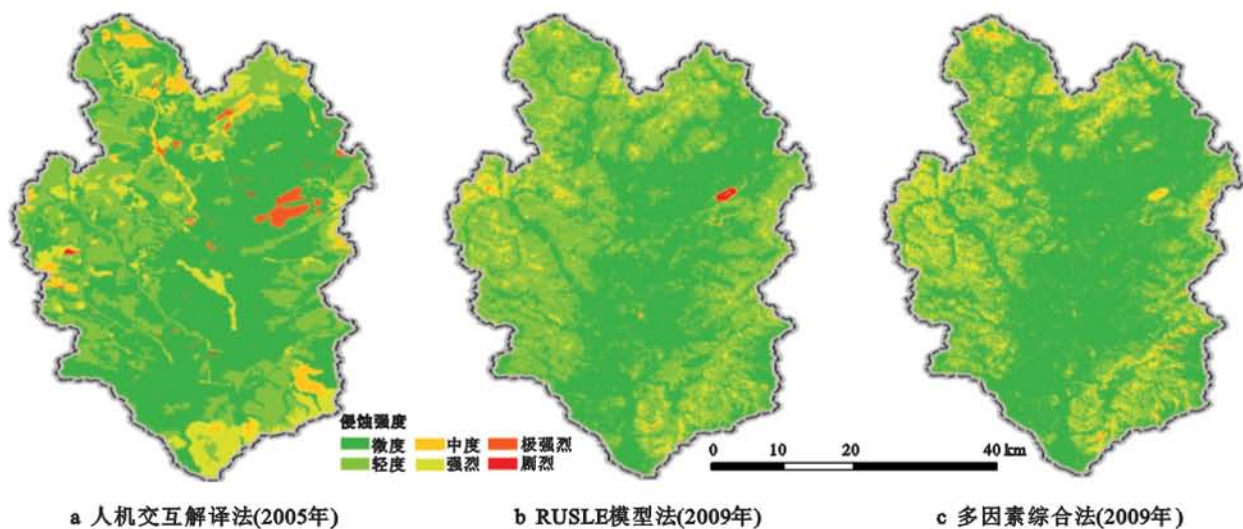 侵蚀强度
微度 中度 极强烈
轻度 强烈 剧烈
0 10 20 40 km
a 人机交互解译法(2005年)
b RUSLE模型法(2009年)
c 多因素综合法(2009年)